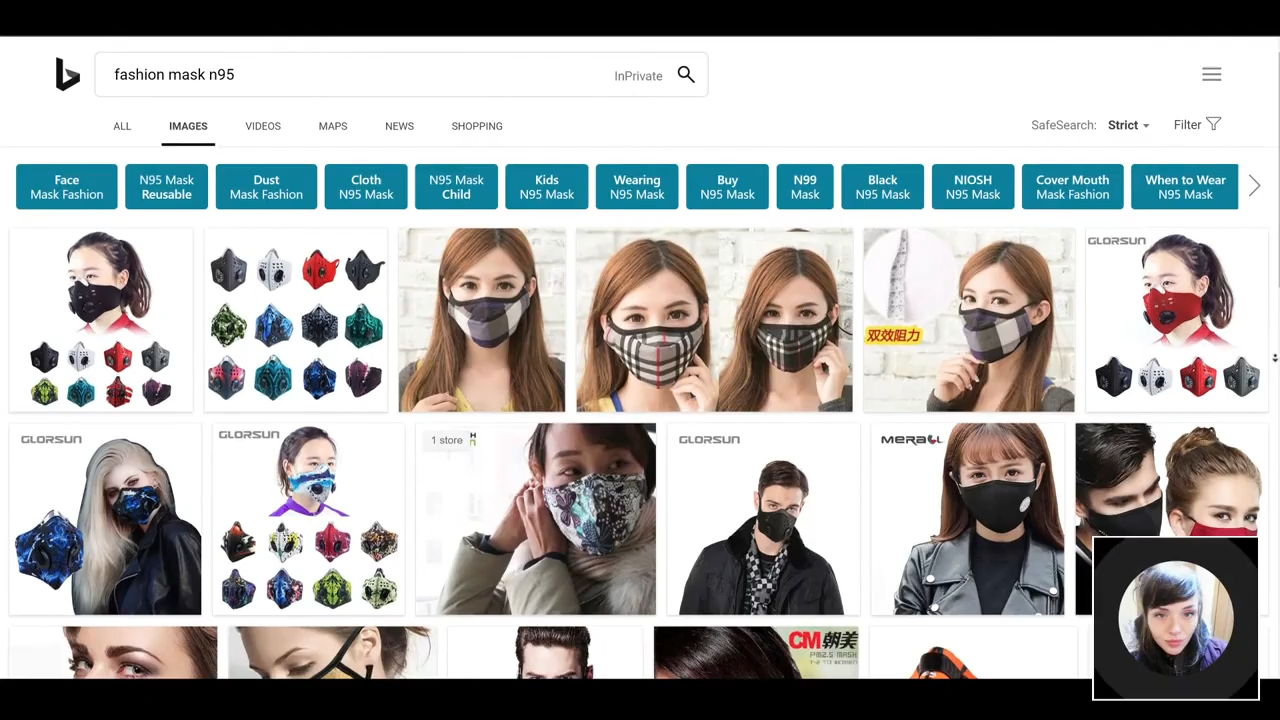 fashion mask n95
InPrivate
ALL
IMAGES
VIDEOS
MAPS
NEWS
SHOPPING
SafeSearch:
Strict
Filter
Face
Mask Fashion
N95 Mask
Reusable
Dust
Mask Fashion
Cloth
N95 Mask
N95 Mask
Child
Kids
N95 Mask
Wearing
N95 Mask
Buy
N95 Mask
N99
Mask
Black
N95 Mask
NIOSH
N95 Mask
Cover Mouth
Mask Fashion
When to Wear
N95 Mask
双效阻力
GLORSUN
GLORSUN
GLORSUN
1 store
H
n
GLORSUN
CM朝美
PM2.5 MASK